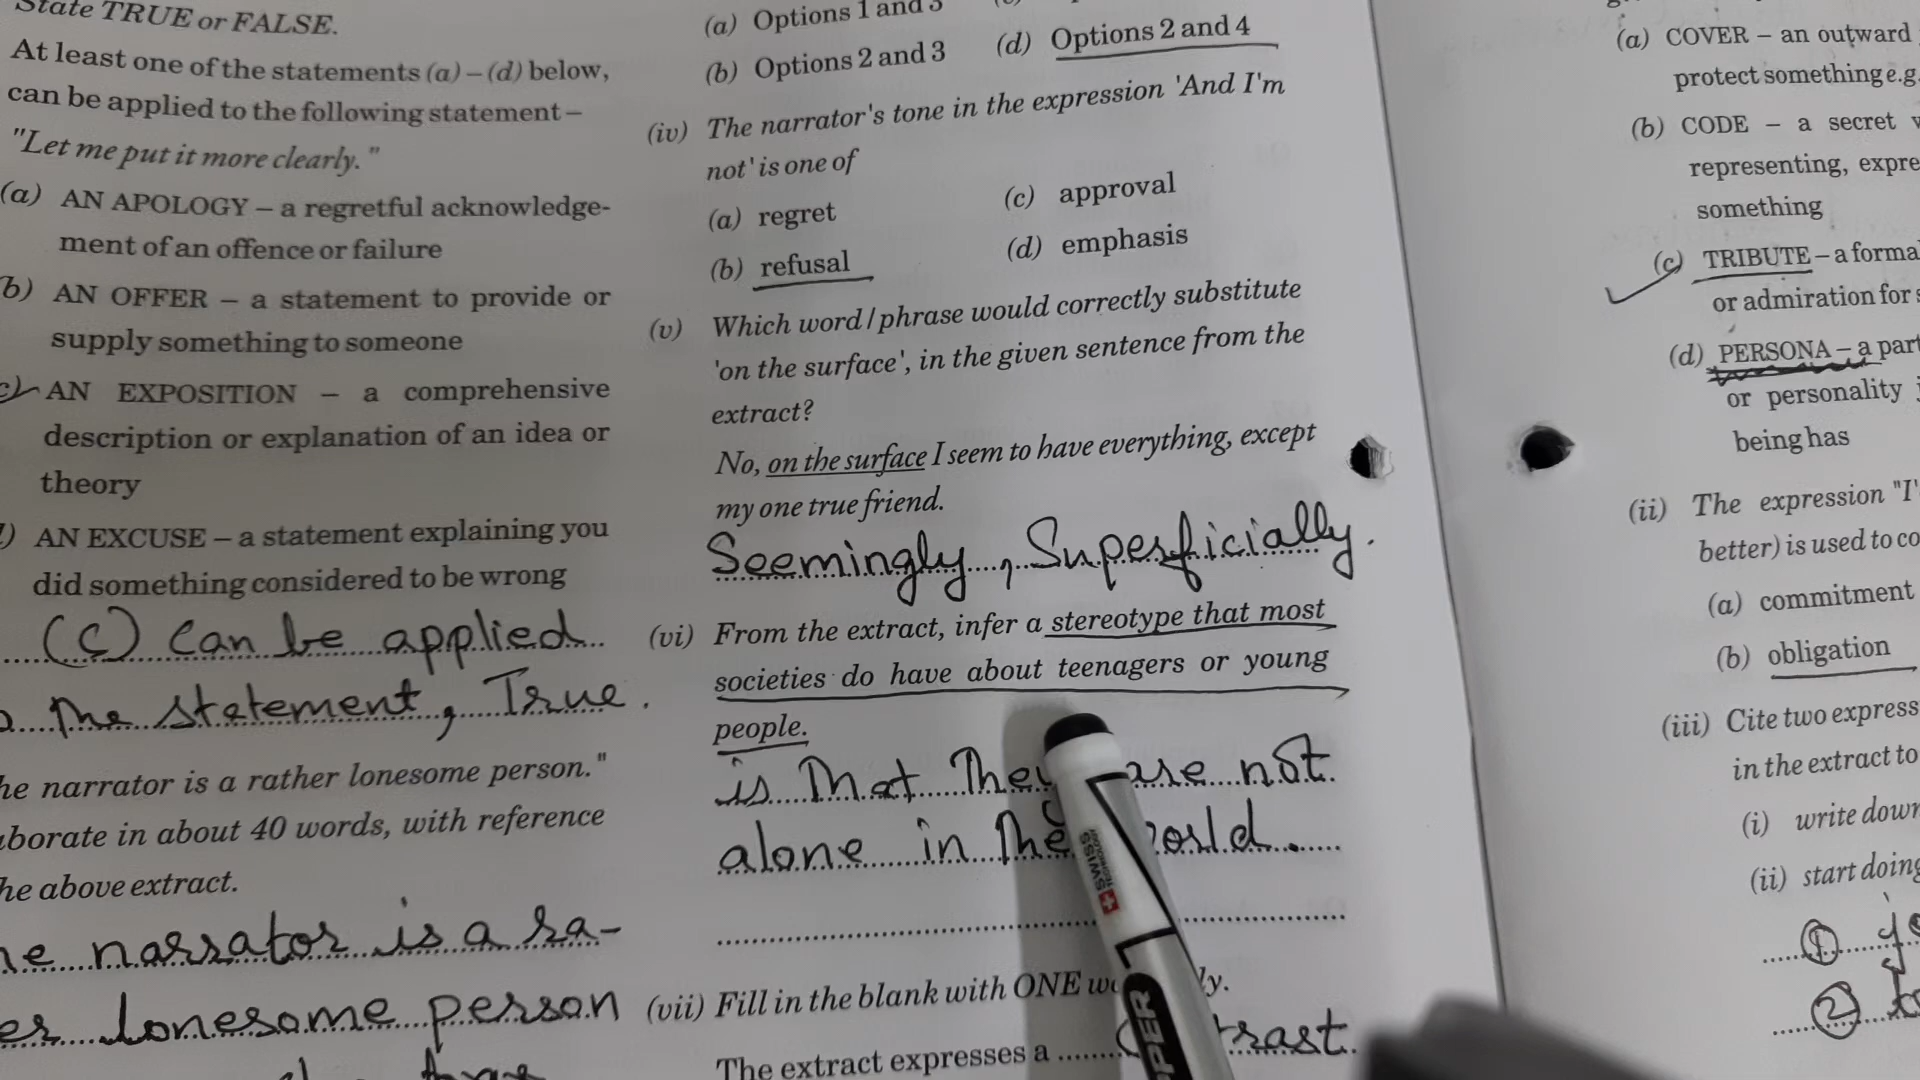 State TRUE or FALSE.
At least one of the statements (a) – (d) below,
can be applied to the following statement –
"Let me put it more clearly."
(a) AN APOLOGY – a regretful acknowledge-
ment of an offence or failure
b) AN OFFER – a statement to provide or
supply something to someone
c) AN EXPOSITION – a comprehensive
description or explanation of an idea or
theory
) AN EXCUSE – a statement explaining you
did something considered to be wrong
(C) can be applied
The statement, True.
he narrator is a rather lonesome person."
aborate in about 40 words, with reference
he above extract.
narrator is a ra-
er lonesome person
(a) Options 1 and 3
(b) Options 2 and 3
(d) Options 2 and 4
(iv) The narrator's tone in the expression 'And I'm
not' is one of
(a) regret
(c) approval
(b) refusal
(d) emphasis
(v) Which word / phrase would correctly substitute
'on the surface', in the given sentence from the
extract?
No, on the surface I seem to have everything, except
my one true friend.
Seemingly, Superficially.
(vi) From the extract, infer a stereotype that most
societies do have about teenagers or young
people.
is That They are not
alone in The world.
(vii) Fill in the blank with ONE ly.
The extract expresses a trast.
SWISS
(a) COVER – an outward
protect something e.g.
(b) CODE – a secret
representing, expre
something
(c) TRIBUTE – a forma
or admiration for s
(d) PERSONA – a part
or personality
being has
(ii) The expression "I'
better) is used to co
(a) commitment
(b) obligation
(iii) Cite two express
in the extract to
(i) write down
(ii) start doing
①
②